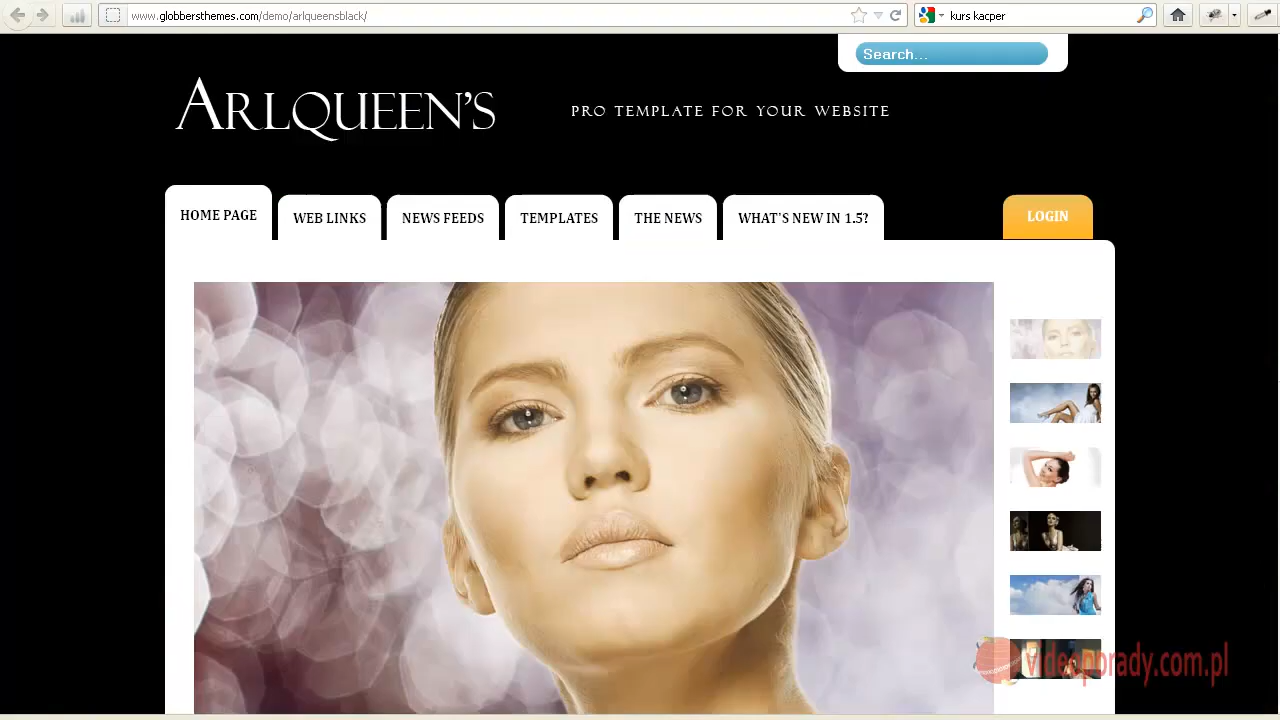 www.globbersthemes.com/demo/arlqueensblack/
kurs kacper
Search...
ARLQUEEN'S
PRO TEMPLATE FOR YOUR WEBSITE
HOME PAGE
WEB LINKS
NEWS FEEDS
TEMPLATES
THE NEWS
WHAT'S NEW IN 1.5?
LOGIN
videoporady.com.pl